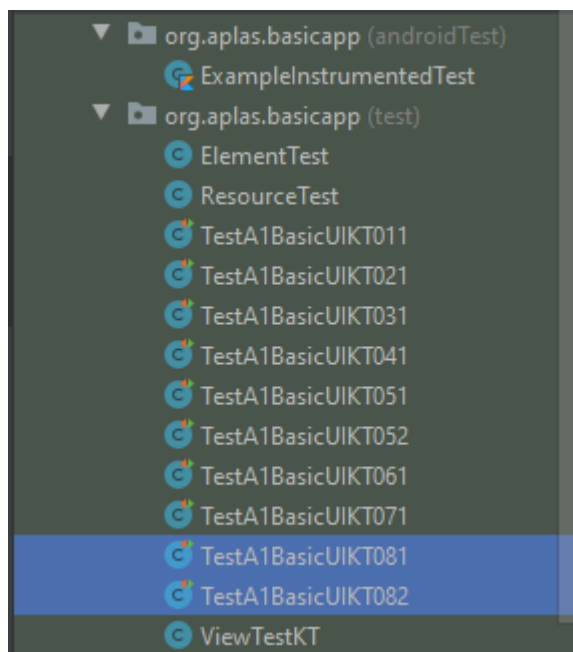 org.aplas.basicapp (androidTest)
ExampleInstrumentedTest
org.aplas.basicapp (test)
ElementTest
ResourceTest
TestA1BasicUIKT011
TestA1BasicUIKT021
TestA1BasicUIKT031
TestA1BasicUIKT041
TestA1BasicUIKT051
TestA1BasicUIKT052
TestA1BasicUIKT061
TestA1BasicUIKT071
TestA1BasicUIKT081
TestA1BasicUIKT082
ViewTestKT